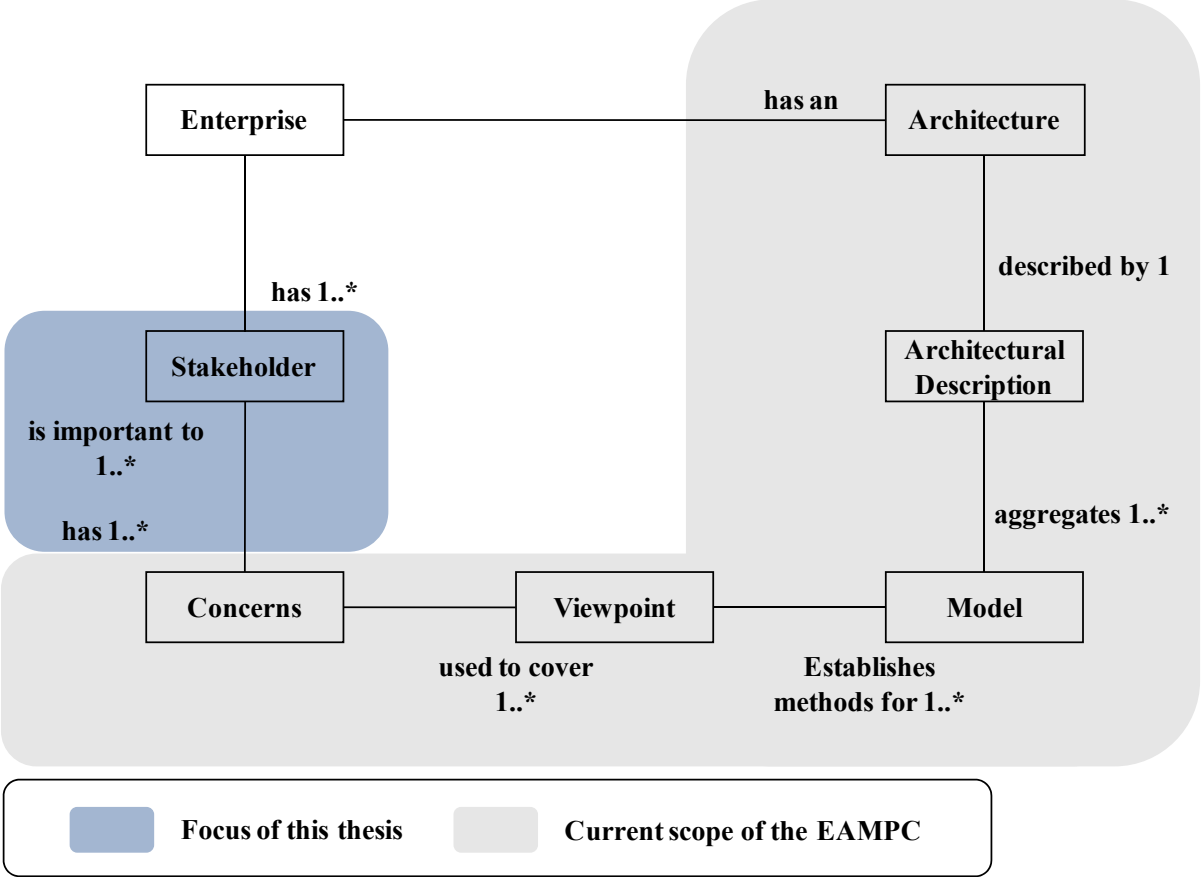 Enterprise
has an
Architecture
described by 1
has 1..*
Stakeholder
Architectural
Description
is important to
1..*
has 1..*
aggregates 1..*
Concerns
Viewpoint
Model
used to cover
1..*
Establishes
methods for 1..*
Focus of this thesis
Current scope of the EAMPC